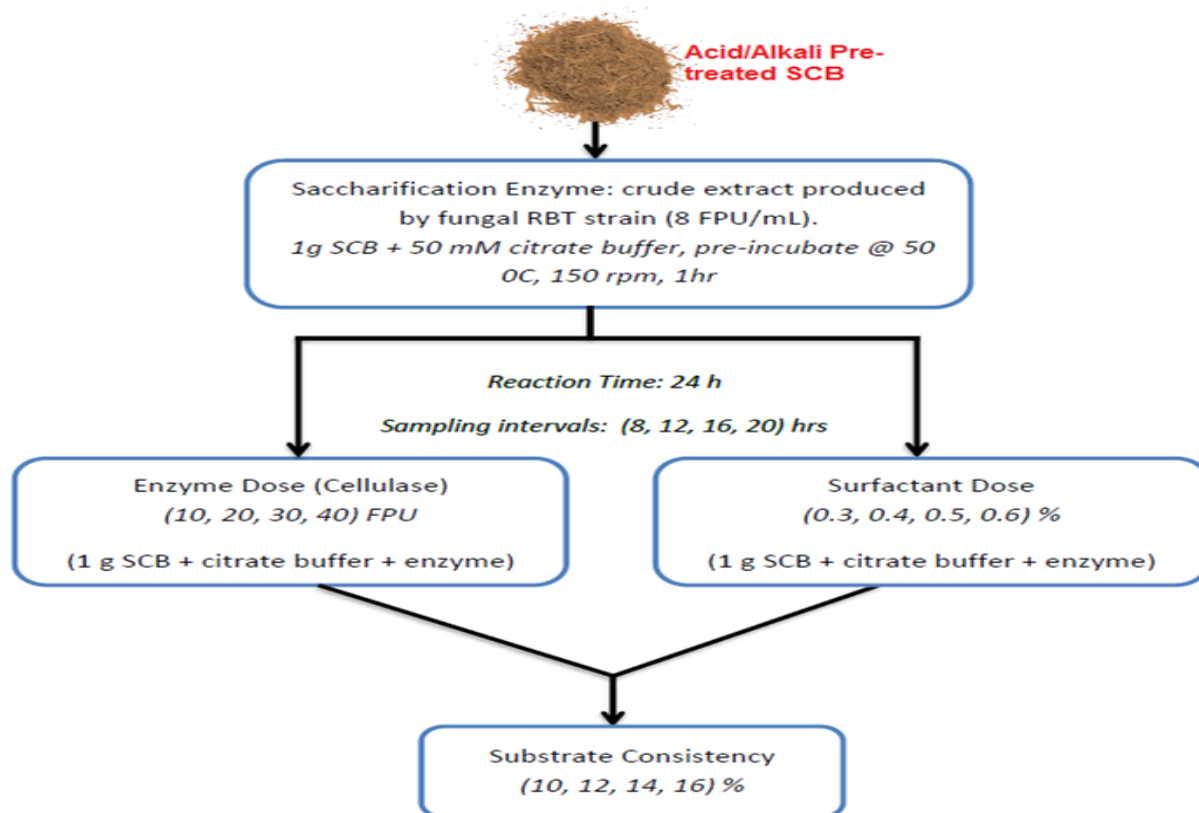 Acid/Alkali Pre-
treated SCB
Saccharification Enzyme: crude extract produced
by fungal RBT strain (8 FPU/mL).
1g SCB + 50 mM citrate buffer, pre-incubate @ 50
0C, 150 rpm, 1hr
Reaction Time: 24 h
Sampling intervals: (8, 12, 16, 20) hrs
Enzyme Dose (Cellulase)
(10, 20, 30, 40) FPU
(1 g SCB + citrate buffer + enzyme)
Surfactant Dose
(0.3, 0.4, 0.5, 0.6) %
(1 g SCB + citrate buffer + enzyme)
Substrate Consistency
(10, 12, 14, 16) %